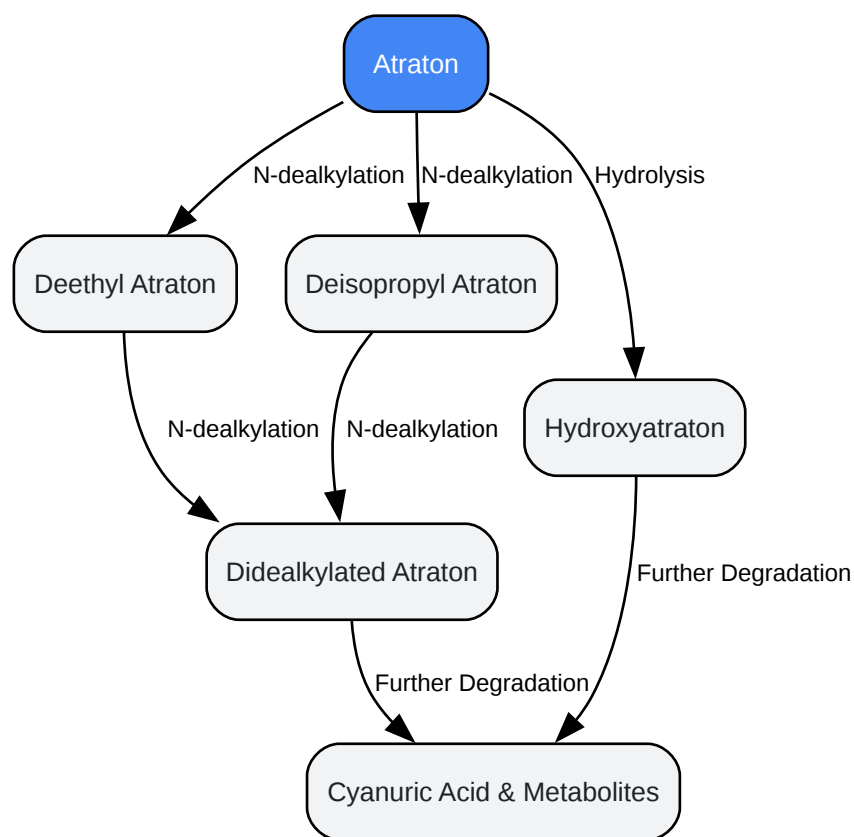 Atraton
N-dealkylation
N-dealkylation
Hydrolysis
Deethyl Atraton
Deisopropyl Atraton
N-dealkylation
N-dealkylation
Hydroxyatraton
Didealkylated Atraton
Further Degradation
Further Degradation
Cyanuric Acid & Metabolites